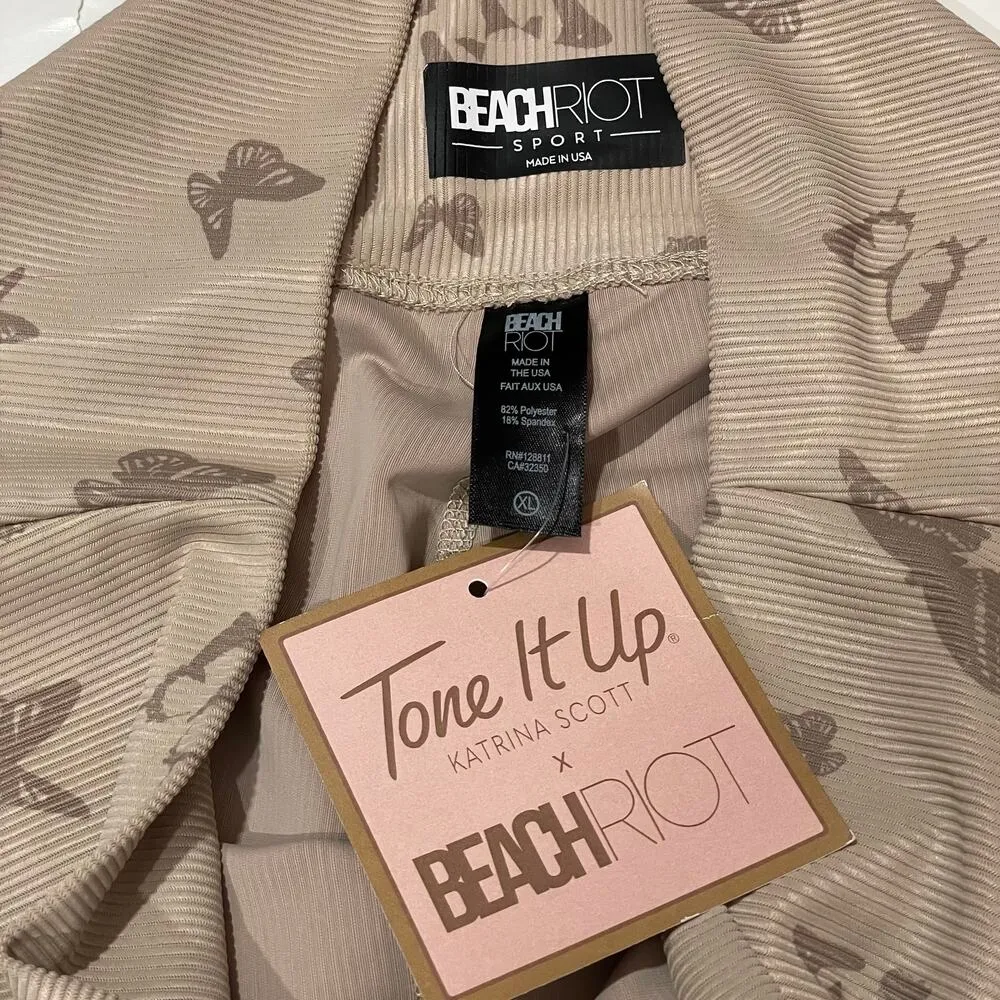 BEACHRIOT
SPORT
MADE IN USA
BEACH
RIOT
MADE IN
THE USA
FAIT AUX USA
82% Polyester
18% Spandex
RN#128811
CA#32350
XL
Tone It Up®
KATRINA SCOTT
X
BEACHRIOT